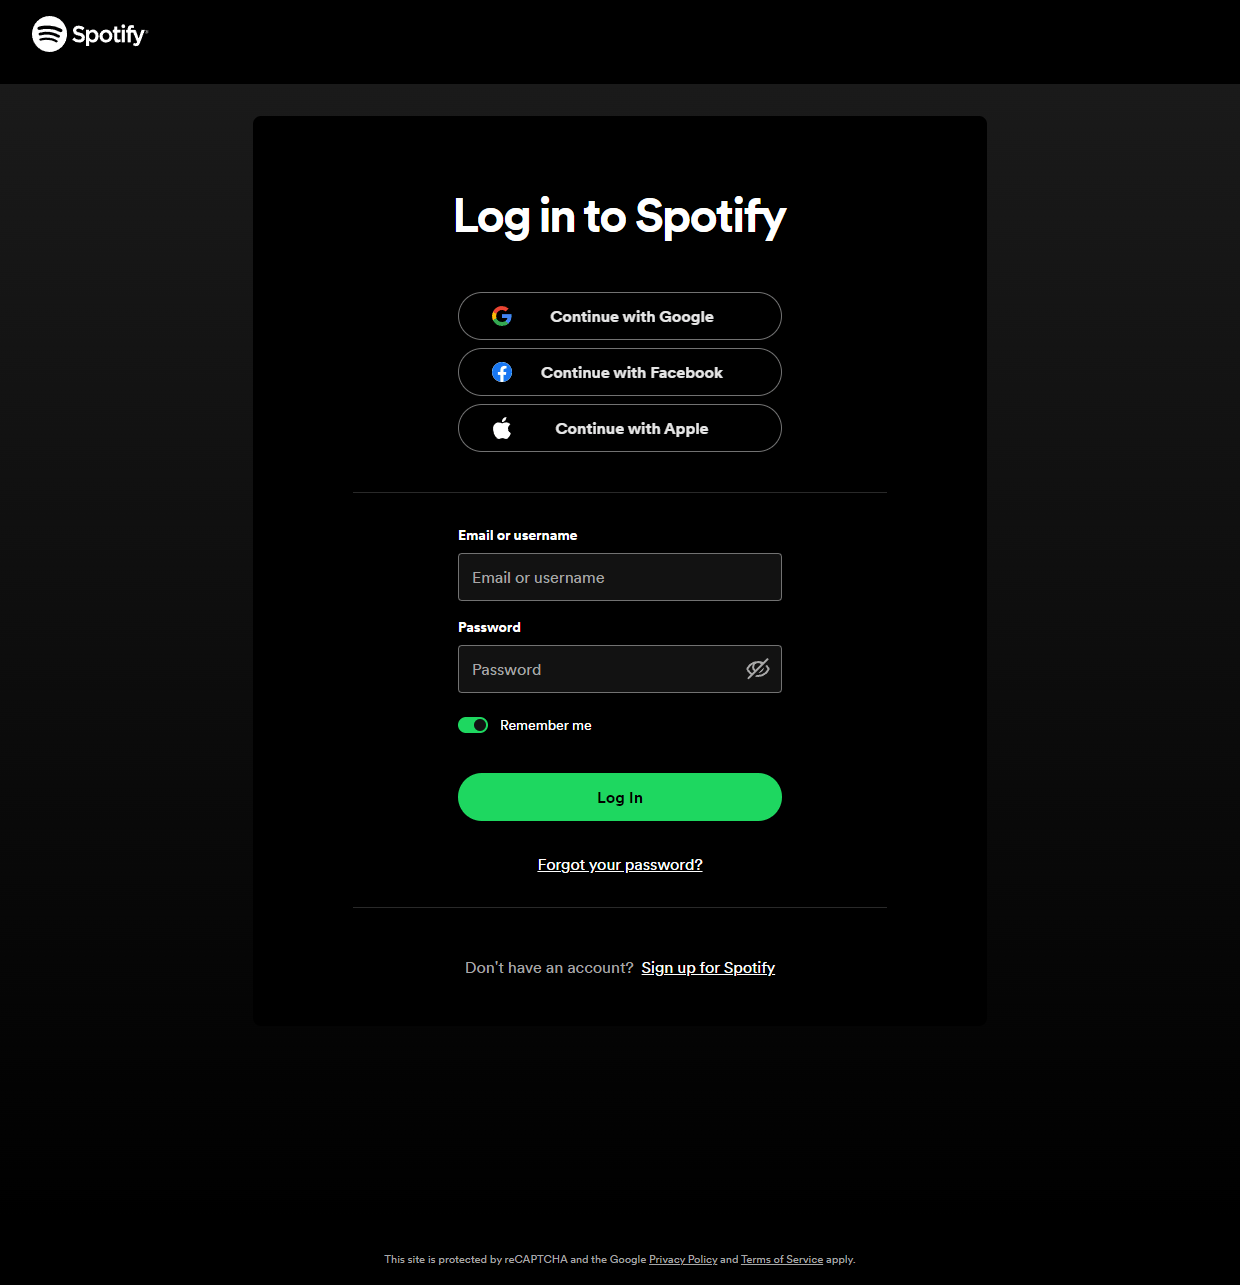 Spotify
Log in to Spotify
Continue with Google
Continue with Facebook
Continue with Apple
Email or username
Email or username
Password
Password
Remember me
Log In
Forgot your password?
Don't have an account? Sign up for Spotify
This site is protected by reCAPTCHA and the Google Privacy Policy and Terms of Service apply.